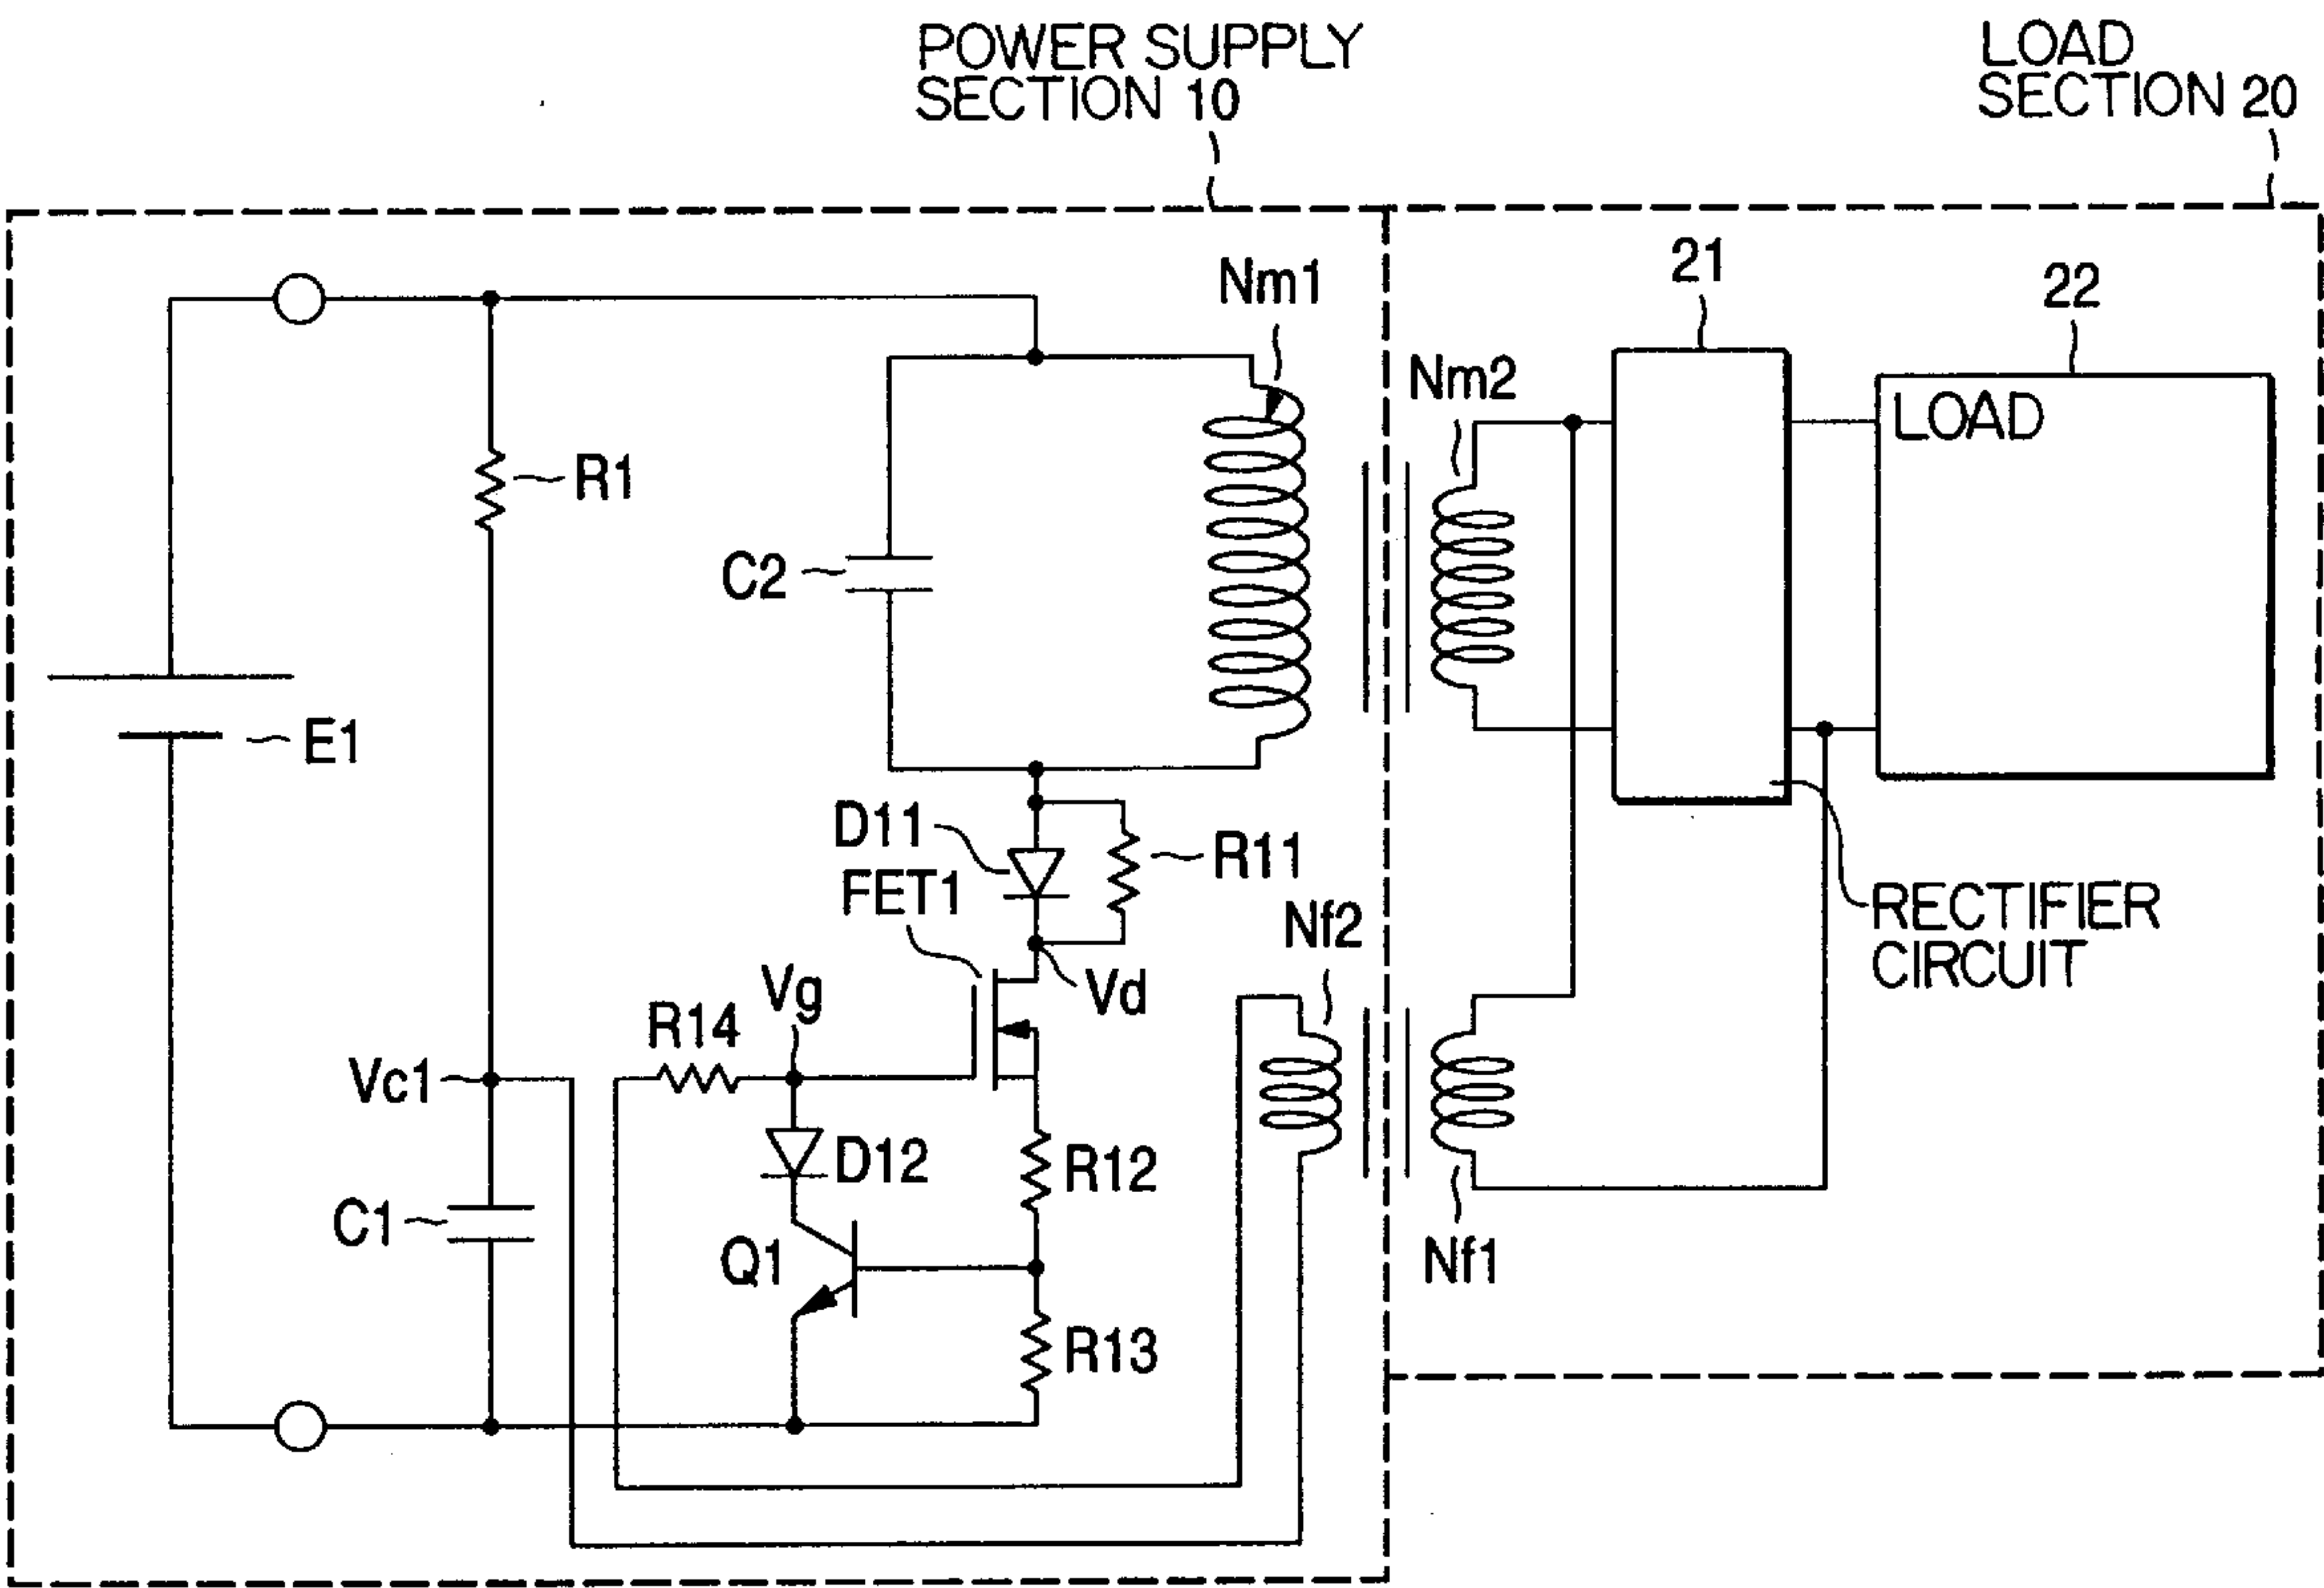 POWER SUPPLY
SECTION 10
LOAD
SECTION 20
Nm1
21
22
Nm2
LOAD
R1
C2
E1
D11
R11
FET1
RECTIFIER
CIRCUIT
Nf2
Vg
Vd
R14
Vc1
D12
R12
C1
Q1
Nf1
R13